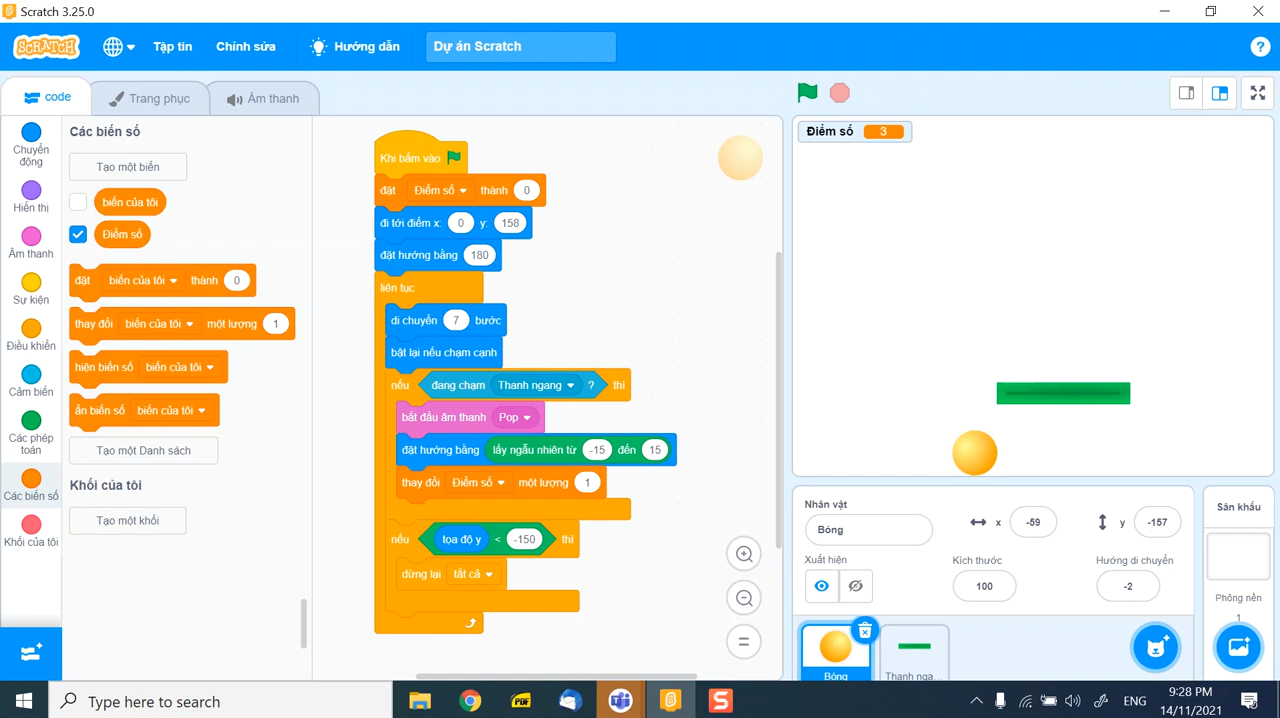 Scratch 3.25.0
SCRATCH
Tập tin
Chỉnh sửa
Hướng dẫn
Dự án Scratch
?
code
Trang phục
Âm thanh
Chuyển động
Hiển thị
Âm thanh
Sự kiện
Điều khiển
Cảm biến
Các phép toán
Các biến số
Khối của tôi
Các biến số
Tạo một biến
biến của tôi
Điểm số
đặt biến của tôi thành 0
thay đổi biến của tôi một lượng 1
hiện biến số biến của tôi
ẩn biến số biến của tôi
Tạo một Danh sách
Khối của tôi
Tạo một khối
Khi bấm vào
đặt Điểm số thành 0
đi tới điểm x: 0 y: 158
đặt hướng bằng 180
liên tục
di chuyển 7 bước
bật lại nếu chạm cạnh
nếu đang chạm Thanh ngang ? thì
bắt đầu âm thanh Pop
đặt hướng bằng lấy ngẫu nhiên từ -15 đến 15
thay đổi Điểm số một lượng 1
nếu tọa độ y < -150 thì
dừng lại tất cả
Điểm số 3
Nhân vật
Bóng
x -59
y -157
Xuất hiện
Kích thước
100
Hướng di chuyển
-2
Bóng
Thanh nga...
Sân khấu
Phông nền
1
Type here to search
PDF
S
ENG
9:28 PM
14/11/2021